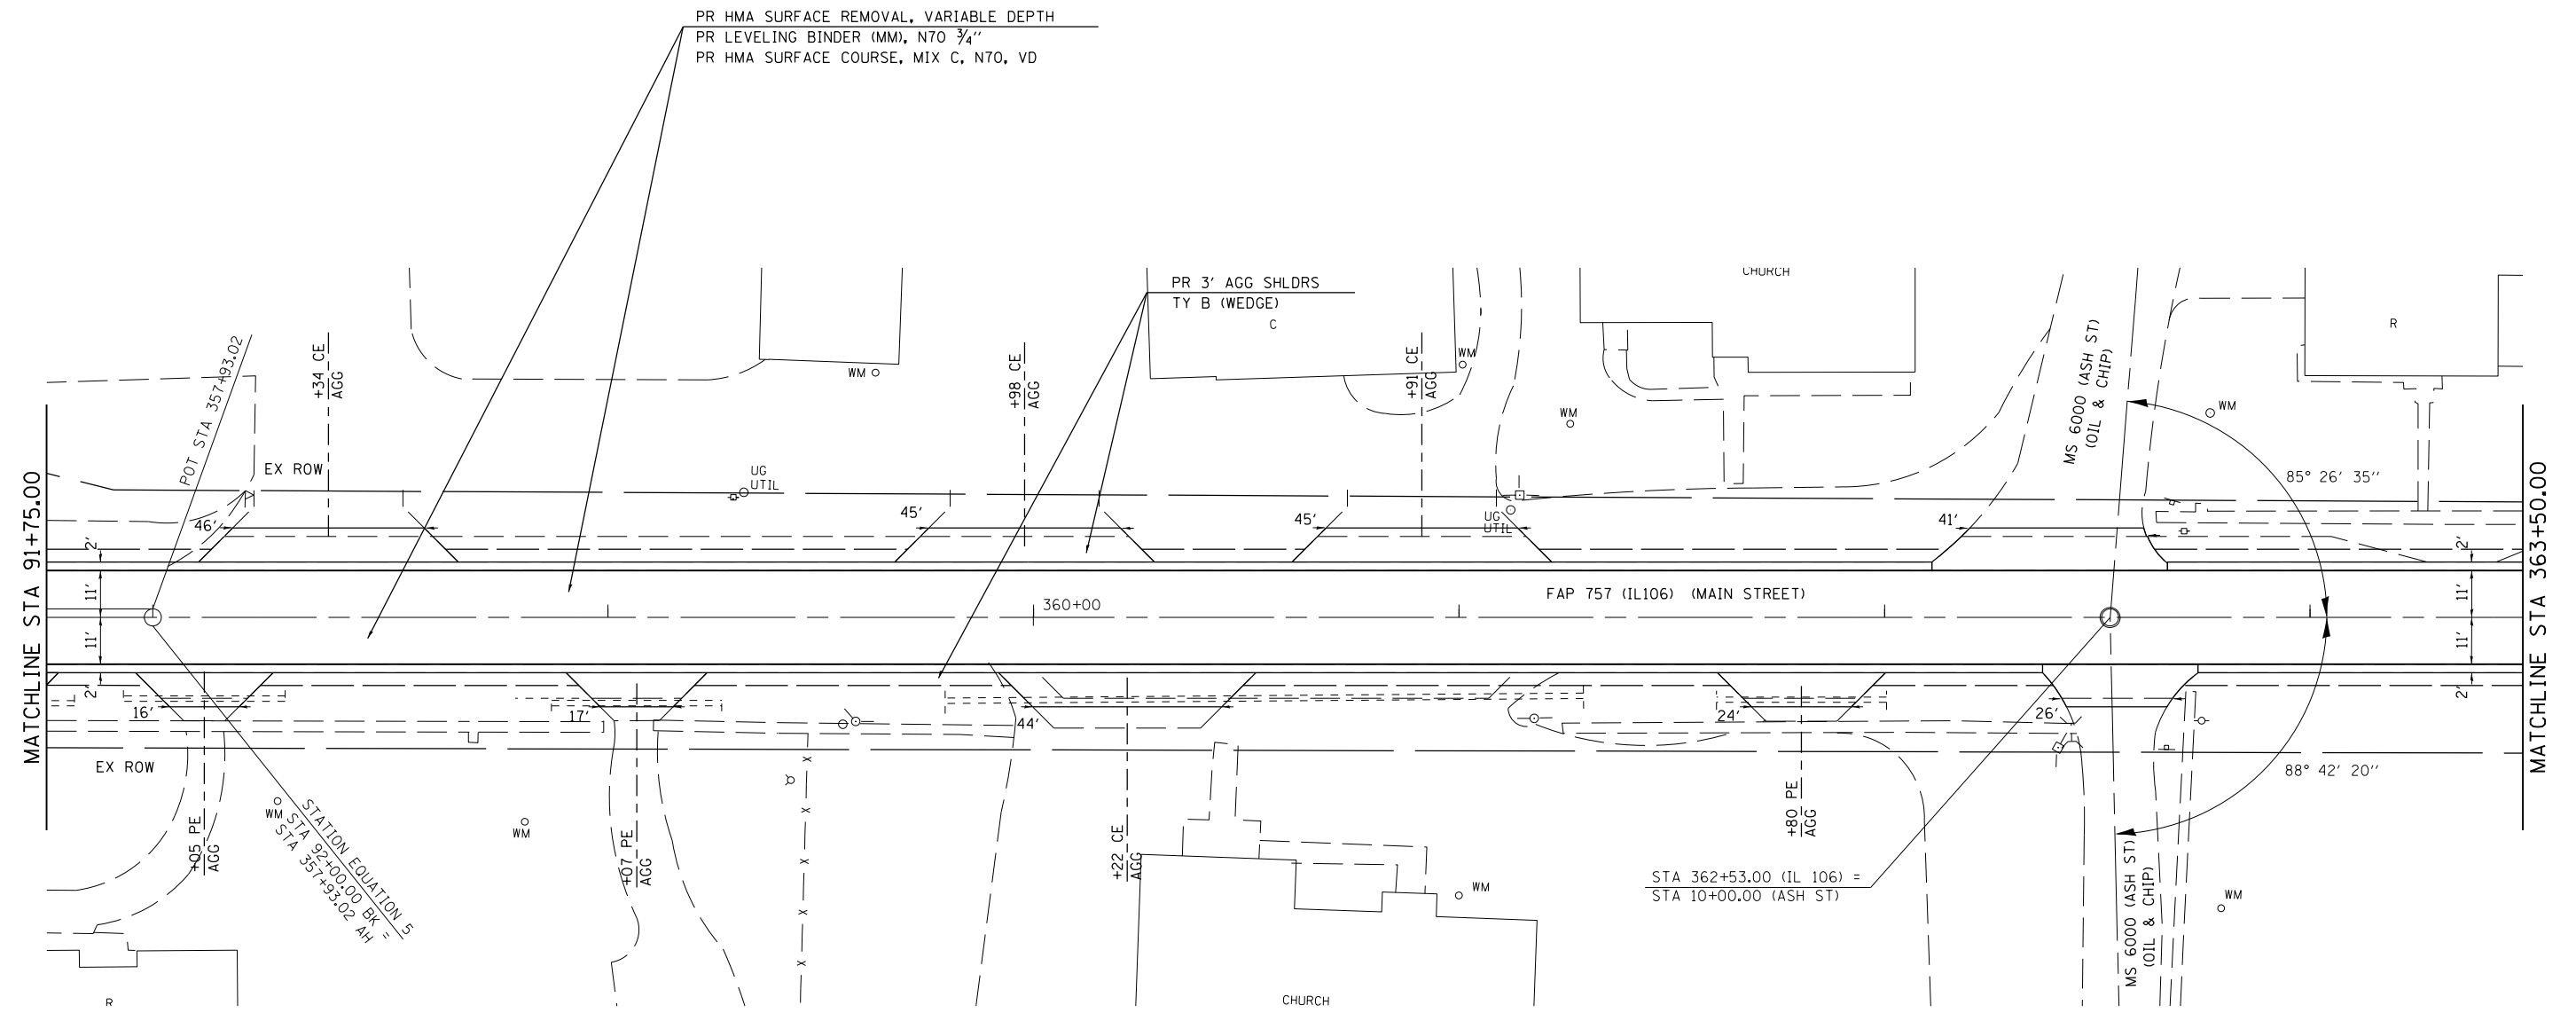 PR HMA SURFACE REMOVAL, VARIABLE DEPTH
PR LEVELING BINDER (MM), N70 ¾"
PR HMA SURFACE COURSE, MIX C, N70, VD
PR 3' AGG SHLDRS
TY B (WEDGE)
C
CHURCH
R
POT STA 357+93.02
+34 CE
AGG
WM
+98 CE
AGG
+91 CE
AGG
WM
WM
MS 6000 (ASH ST)
(OIL & CHIP)
WM
EX ROW
UG
UTIL
UG
UTIL
85° 26' 35"
46'
45'
45'
41'
MATCHLINE STA 91+75.00
MATCHLINE STA 363+50.00
2'
11'
11'
2'
2'
11'
11'
2'
FAP 757 (IL106) (MAIN STREET)
360+00
16'
17'
44'
24'
26'
EX ROW
88° 42' 20"
WM
WM
+05 PE
AGG
+07 PE
AGG
+22 CE
AGG
+80 PE
AGG
STATION EQUATION 5
STA 92+00.00 BK =
STA 357+93.02 AH
WM
STA 362+53.00 (IL 106) =
STA 10+00.00 (ASH ST)
MS 6000 (ASH ST)
(OIL & CHIP)
WM
X
X
X
X
R
CHURCH